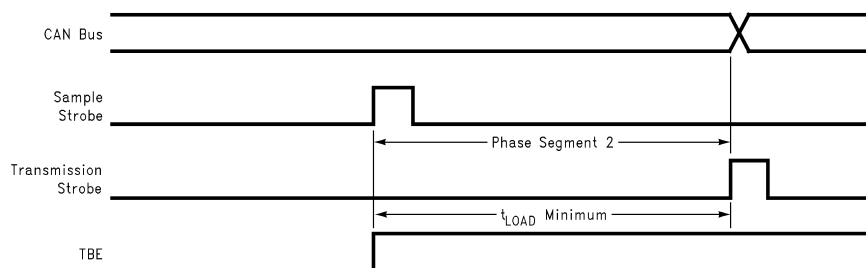 CAN Bus
Sample
Strobe
Phase Segment 2
Transmission
Strobe
tLOAD Minimum
TBE